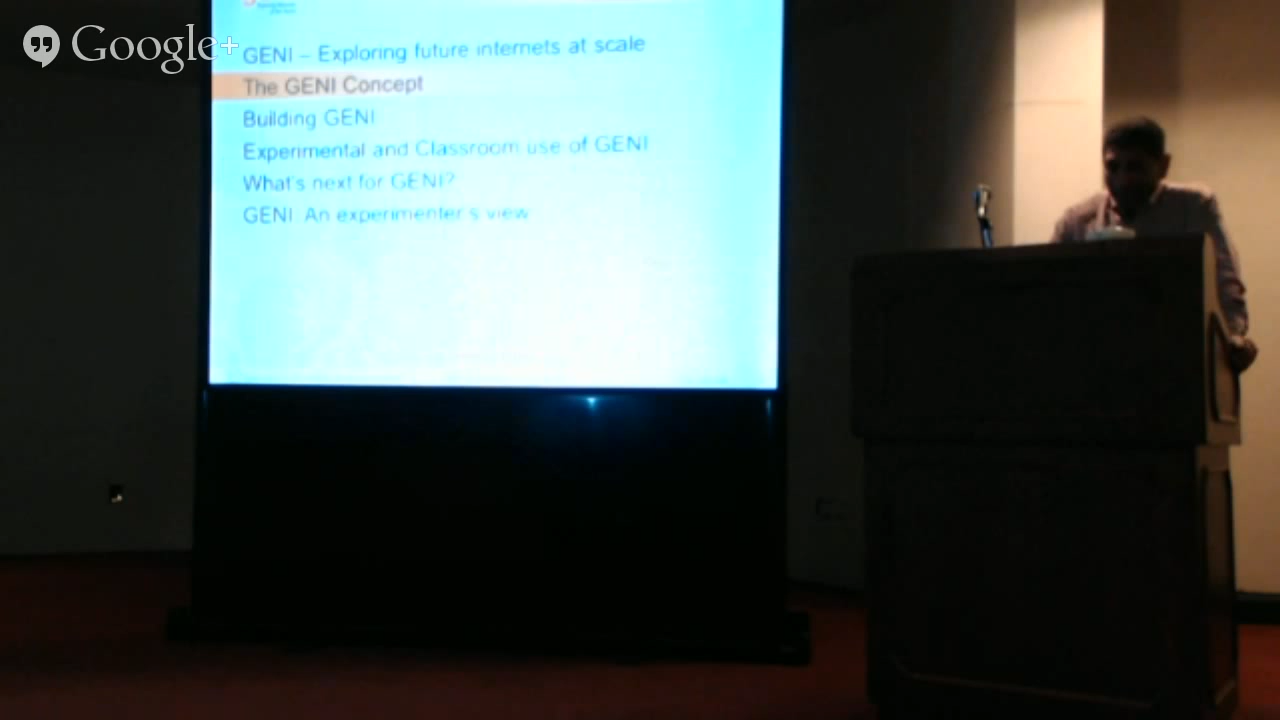 Google+
GENI – Exploring future internets at scale
The GENI Concept
Building GENI
Experimental and Classroom use of GENI
What's next for GENI?
GENI: An experimenter's view